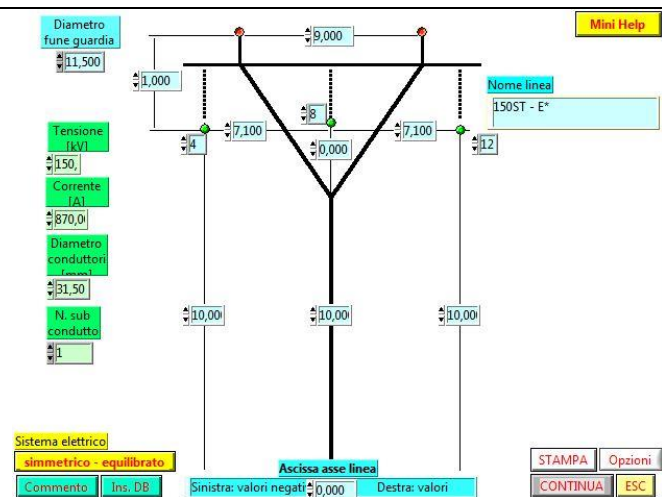 Diametro
fune guardia
11,500
9,000
Mini Help
1,000
Nome linea
150ST - E*
8
Tensione
[kV]
150,
4
7,100
7,100
12
0,000
Corrente
[A]
870,0
Diametro
conduttori
[mm]
31,50
N. sub
condutto
1
10,00
10,00
10,00
Sistema elettrico
simmetrico - equilibrato
Commento
Ins. DB
Ascissa asse linea
Sinistra: valori negati
0,000
Destra: valori
STAMPA
Opzioni
CONTINUA
ESC